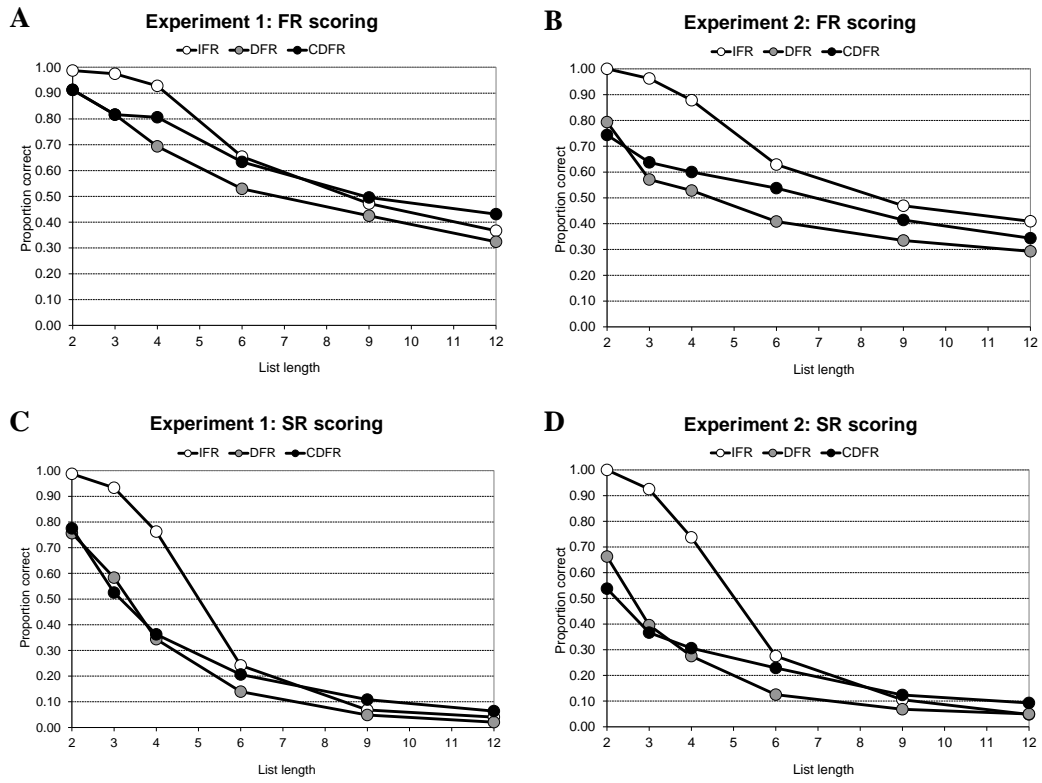 A
Experiment 1: FR scoring
IFR DFR CDFR
1.00
0.90
0.80
0.70
0.60
0.50
0.40
0.30
0.20
0.10
0.00
Proportion correct
2 3 4 5 6 7 8 9 10 11 12
List length
B
Experiment 2: FR scoring
IFR DFR CDFR
1.00
0.90
0.80
0.70
0.60
0.50
0.40
0.30
0.20
0.10
0.00
Proportion correct
2 3 4 5 6 7 8 9 10 11 12
List length
C
Experiment 1: SR scoring
IFR DFR CDFR
1.00
0.90
0.80
0.70
0.60
0.50
0.40
0.30
0.20
0.10
0.00
Proportion correct
2 3 4 5 6 7 8 9 10 11 12
List length
D
Experiment 2: SR scoring
IFR DFR CDFR
1.00
0.90
0.80
0.70
0.60
0.50
0.40
0.30
0.20
0.10
0.00
Proportion correct
2 3 4 5 6 7 8 9 10 11 12
List length